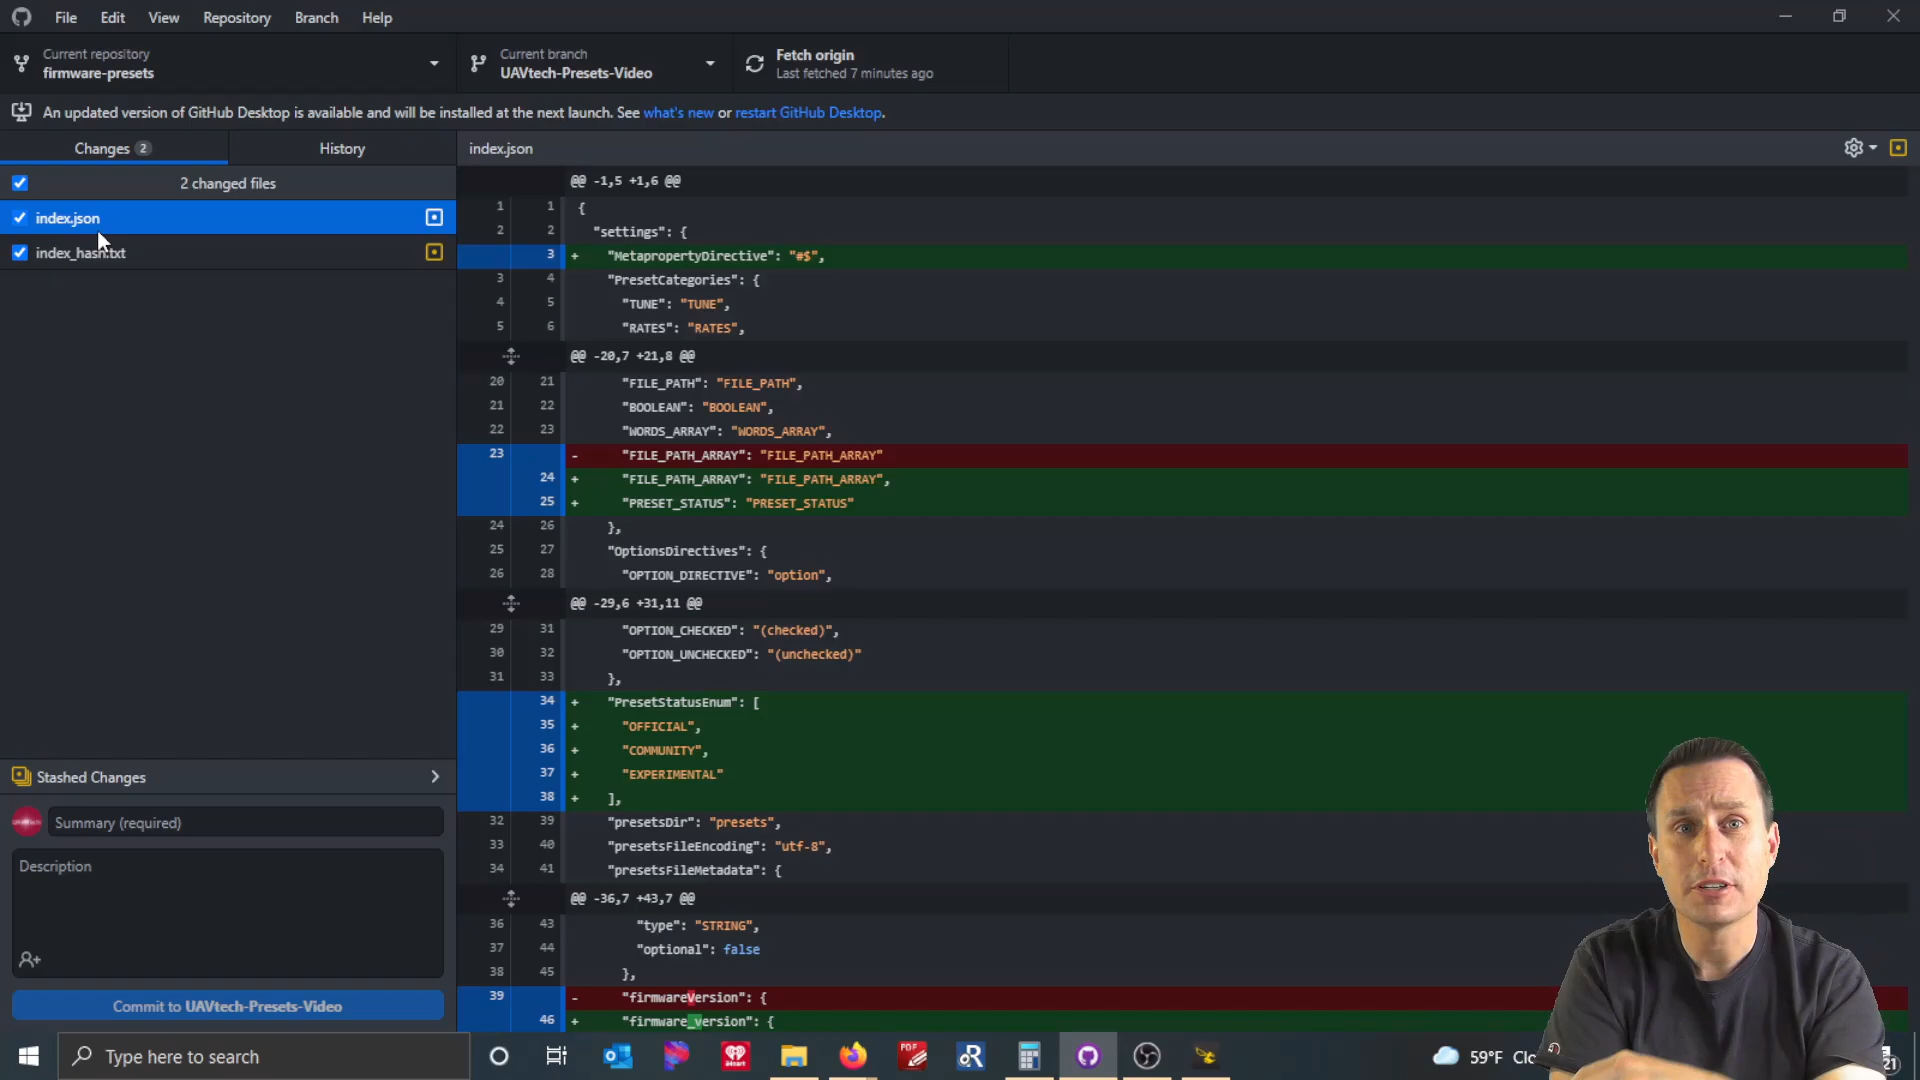 File Edit View Repository Branch Help
Current repository
firmware-presets
Current branch
UAVtech-Presets-Video
Fetch origin
Last fetched 7 minutes ago
An updated version of GitHub Desktop is available and will be installed at the next launch. See what's new or restart GitHub Desktop.
Changes 2
History
2 changed files
index.json
index_hash.txt
Stashed Changes
Summary (required)
Description
Commit to UAVtech-Presets-Video
index.json
@@ -1,5 +1,6 @@
1 1 {
2 2 "settings": {
3 + "MetapropertyDirective": "#$",
3 4 "PresetCategories": {
4 5 "TUNE": "TUNE",
5 6 "RATES": "RATES",
@@ -20,7 +21,8 @@
20 21 "FILE_PATH": "FILE_PATH",
21 22 "BOOLEAN": "BOOLEAN",
22 23 "WORDS_ARRAY": "WORDS_ARRAY",
23 - "FILE_PATH_ARRAY": "FILE_PATH_ARRAY"
24 + "FILE_PATH_ARRAY": "FILE_PATH_ARRAY",
25 + "PRESET_STATUS": "PRESET_STATUS"
24 26 },
25 27 "OptionsDirectives": {
26 28 "OPTION_DIRECTIVE": "option",
@@ -29,6 +31,11 @@
29 31 "OPTION_CHECKED": "(checked)",
30 32 "OPTION_UNCHECKED": "(unchecked)"
31 33 },
34 + "PresetStatusEnum": [
35 + "OFFICIAL",
36 + "COMMUNITY",
37 + "EXPERIMENTAL"
38 + ],
32 39 "presetsDir": "presets",
33 40 "presetsFileEncoding": "utf-8",
34 41 "presetsFileMetadata": {
@@ -36,7 +43,7 @@
36 43 "type": "STRING",
37 44 "optional": false
38 45 },
39 - "firmwareVersion": {
46 + "firmware_version": {
Type here to search
PDF
59°F
21